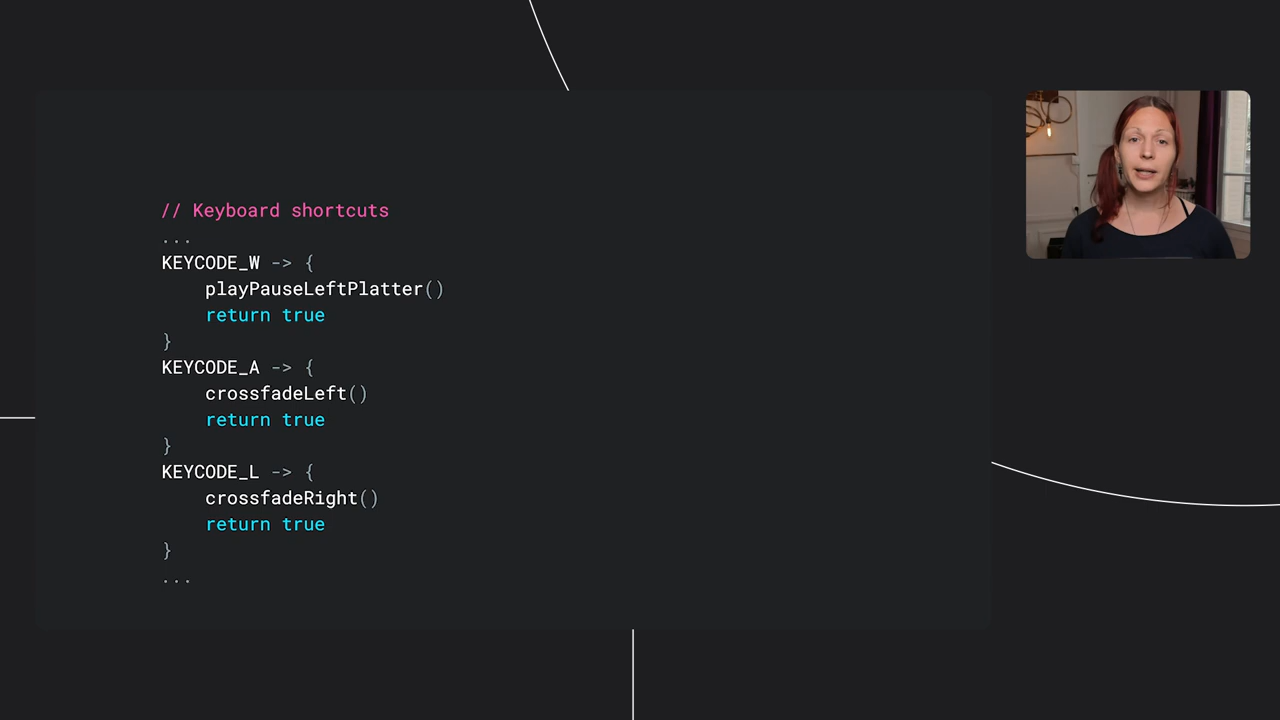 // Keyboard shortcuts
...
KEYCODE_W -> {
    playPauseLeftPlatter()
    return true
}
KEYCODE_A -> {
    crossfadeLeft()
    return true
}
KEYCODE_L -> {
    crossfadeRight()
    return true
}
...